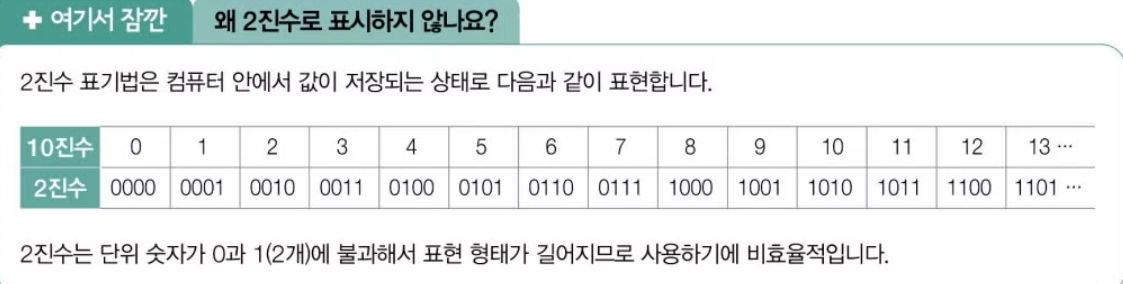 + 여기서 잠깐 왜 2진수로 표시하지 않나요?
2진수 표기법은 컴퓨터 안에서 값이 저장되는 상태로 다음과 같이 표현합니다.
10진수 0 1 2 3 4 5 6 7 8 9 10 11 12 13 ···
2진수 0000 0001 0010 0011 0100 0101 0110 0111 1000 1001 1010 1011 1100 1101 ···
2진수는 단위 숫자가 0과 1(2개)에 불과해서 표현 형태가 길어지므로 사용하기에 비효율적입니다.